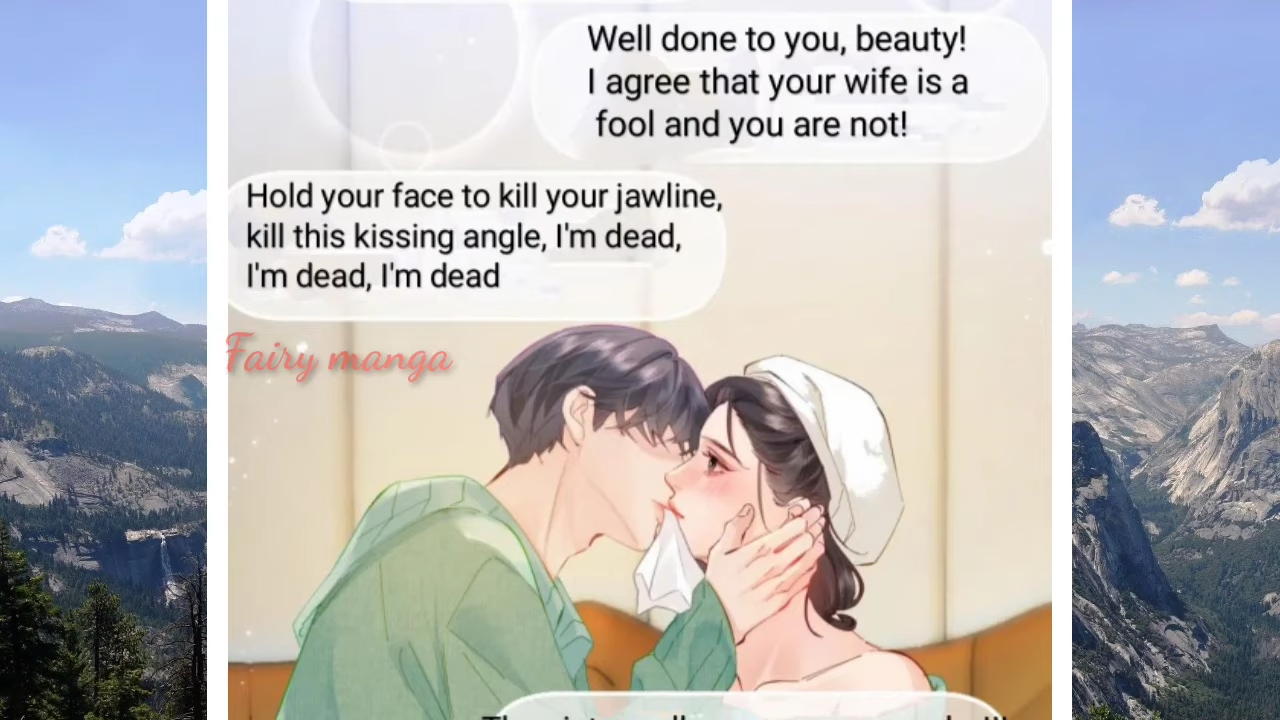 Well done to you, beauty!
I agree that your wife is a
fool and you are not!
Hold your face to kill your jawline,
kill this kissing angle, I'm dead,
I'm dead, I'm dead
Fairy manga